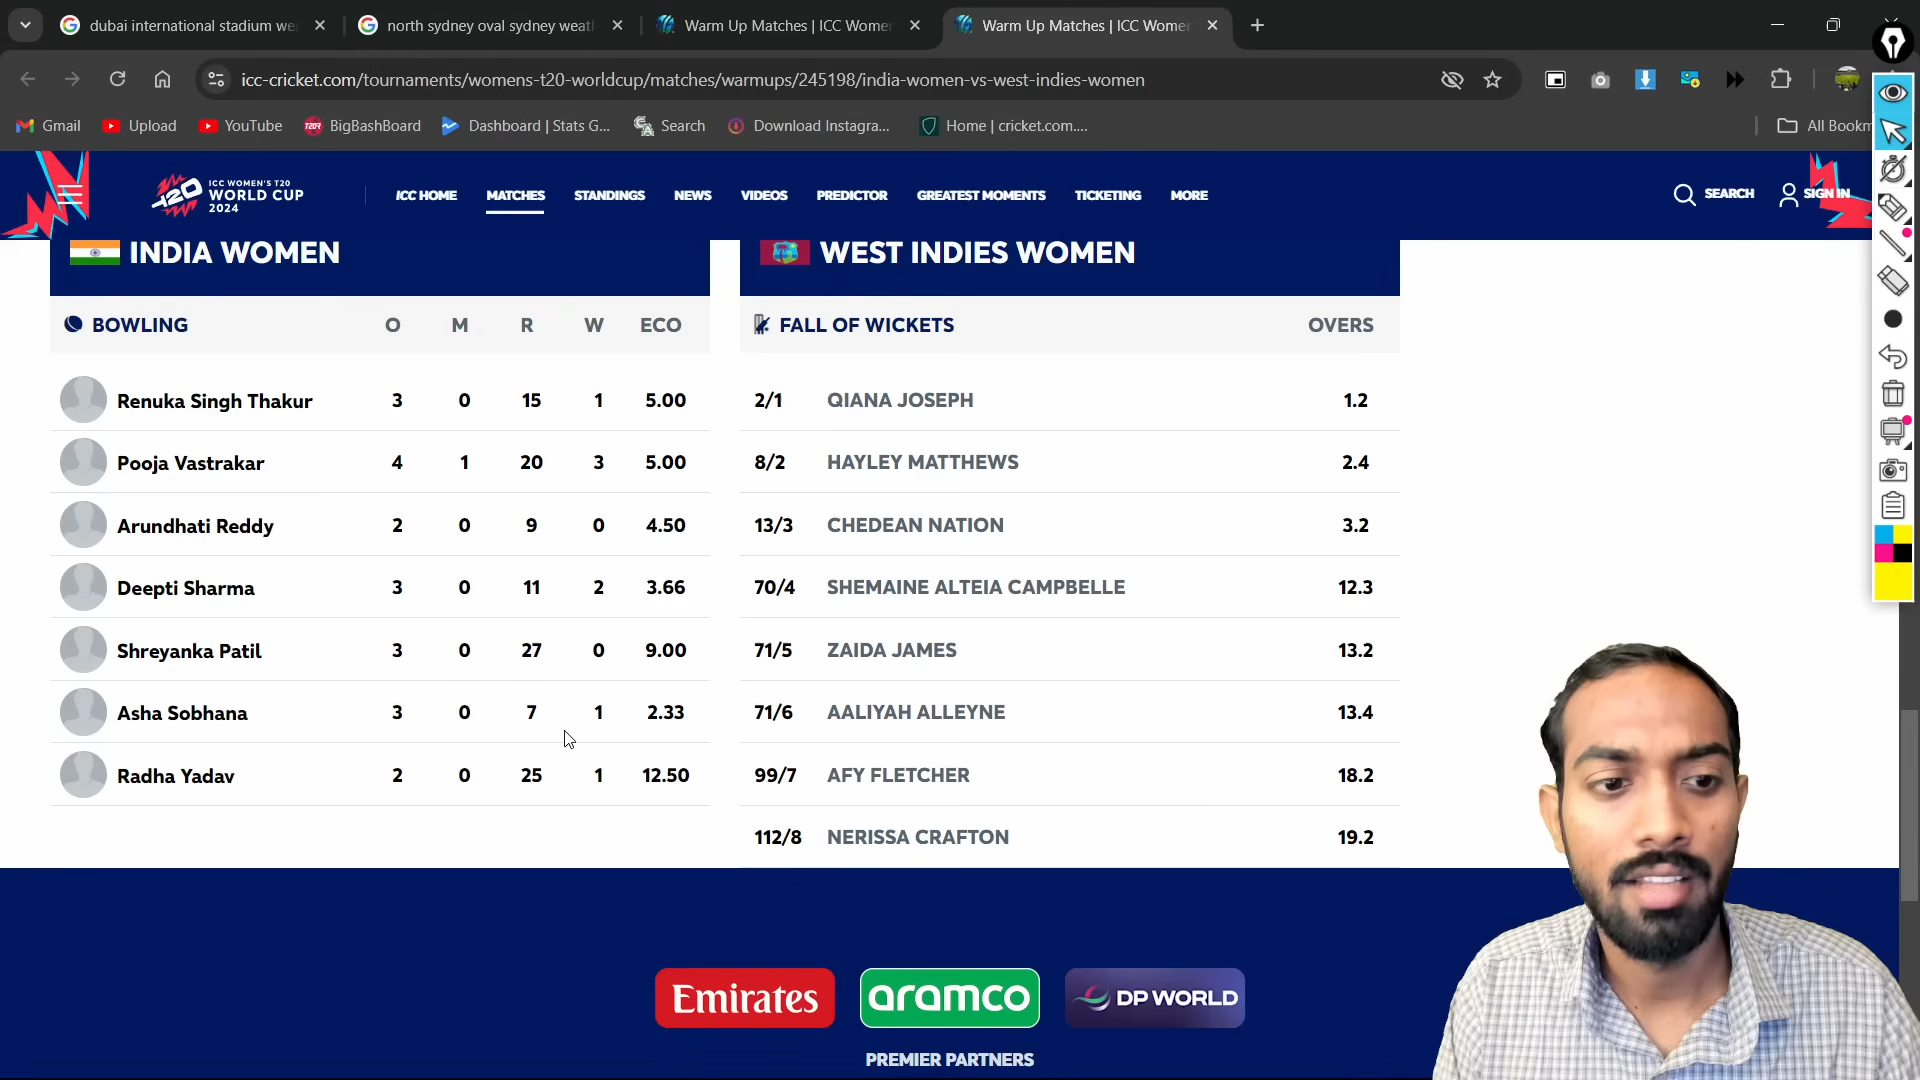 dubai international stadium we
north sydney oval sydney weat
Warm Up Matches | ICC Women
Warm Up Matches | ICC Wome
icc-cricket.com/tournaments/womens-t20-worldcup/matches/warmups/245198/india-women-vs-west-indies-women
Gmail
Upload
YouTube
BigBashBoard
Dashboard | Stats G...
Search
Download Instagra...
Home | cricket.com....
All Bookm
T20
ICC WOMEN'S T20
WORLD CUP
2024
ICC HOME
MATCHES
STANDINGS
NEWS
VIDEOS
PREDICTOR
GREATEST MOMENTS
TICKETING
MORE
SEARCH
SIGN IN
INDIA WOMEN
BOWLING O M R W ECO
Renuka Singh Thakur 3 0 15 1 5.00
Pooja Vastrakar 4 1 20 3 5.00
Arundhati Reddy 2 0 9 0 4.50
Deepti Sharma 3 0 11 2 3.66
Shreyanka Patil 3 0 27 0 9.00
Asha Sobhana 3 0 7 1 2.33
Radha Yadav 2 0 25 1 12.50
WEST INDIES WOMEN
FALL OF WICKETS OVERS
2/1 QIANA JOSEPH 1.2
8/2 HAYLEY MATTHEWS 2.4
13/3 CHEDEAN NATION 3.2
70/4 SHEMAINE ALTEIA CAMPBELLE 12.3
71/5 ZAIDA JAMES 13.2
71/6 AALIYAH ALLEYNE 13.4
99/7 AFY FLETCHER 18.2
112/8 NERISSA CRAFTON 19.2
Emirates
aramco
DP WORLD
PREMIER PARTNERS